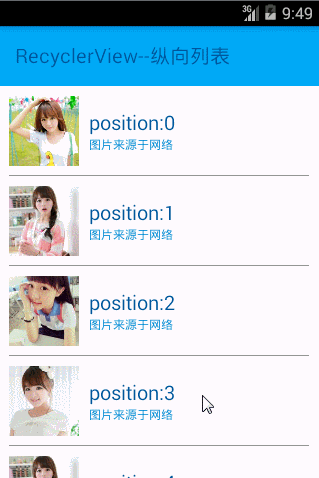 3G 9:49
RecyclerView--纵向列表
position:0
图片来源于网络
position:1
图片来源于网络
position:2
图片来源于网络
position:3
图片来源于网络